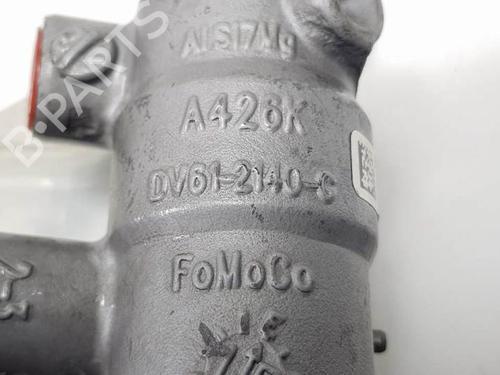 AlSi7Mg
A426K
DV61-2140-C
FoMoCo
B-PARTS